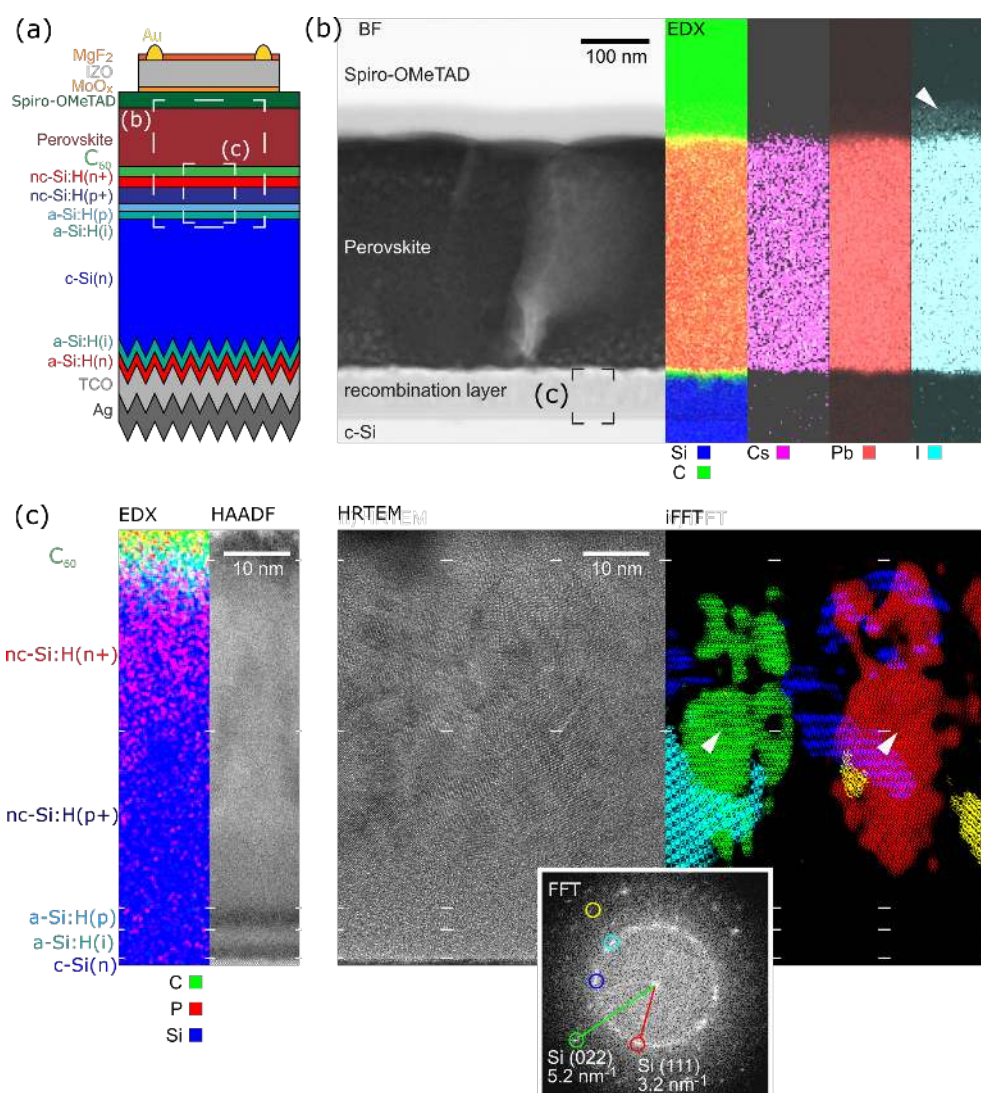 (a)
Au
MgF2
IZO
MoOx
Spiro-OMeTAD
(b)
Perovskite
(c)
C60
nc-Si:H(n+)
nc-Si:H(p+)
a-Si:H(p)
a-Si:H(i)
c-Si(n)
a-Si:H(i)
a-Si:H(n)
TCO
Ag
(b)
BF
100 nm
Spiro-OMeTAD
Perovskite
recombination layer
(c)
c-Si
EDX
Si
Cs
Pb
I
C
(c)
EDX
HAADF
HRTEM
iFFT
C60
10 nm
10 nm
nc-Si:H(n+)
nc-Si:H(p+)
a-Si:H(p)
a-Si:H(i)
c-Si(n)
C
P
Si
FFT
Si (022)
5.2 nm-1
Si (111)
3.2 nm-1